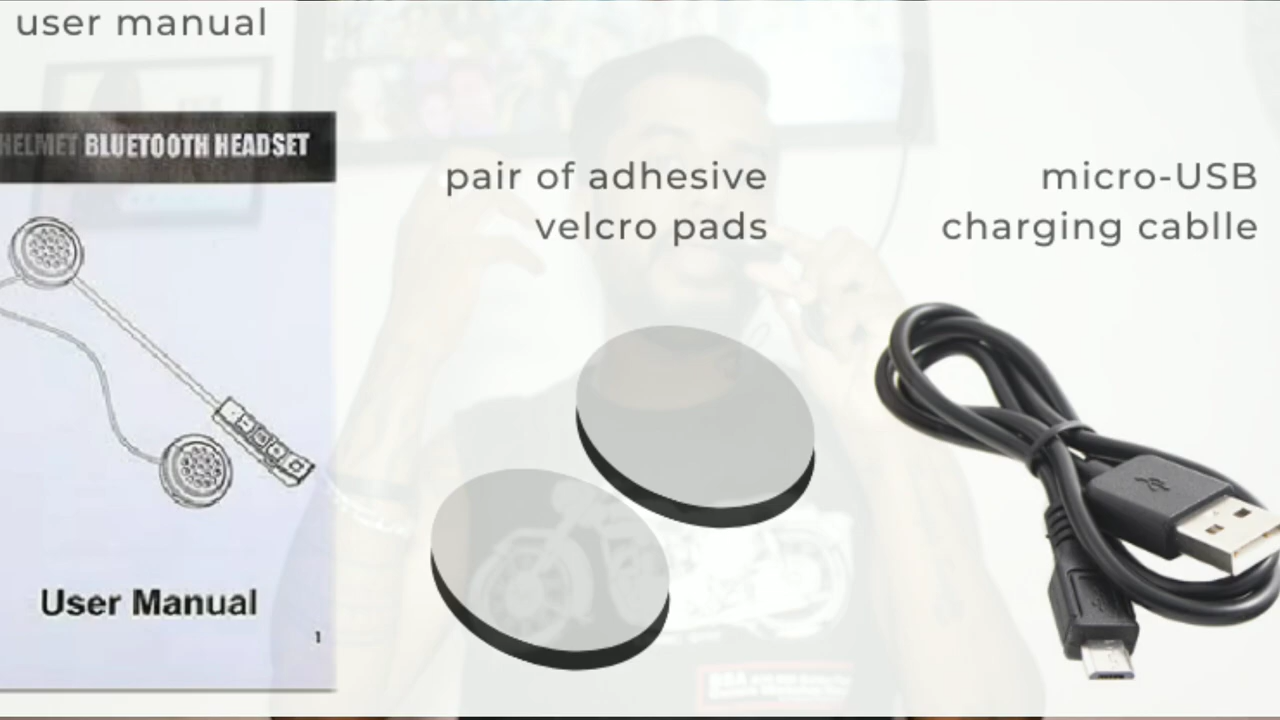 user manual
HELMET BLUETOOTH HEADSET
User Manual
1
pair of adhesive
velcro pads
micro-USB
charging cablle